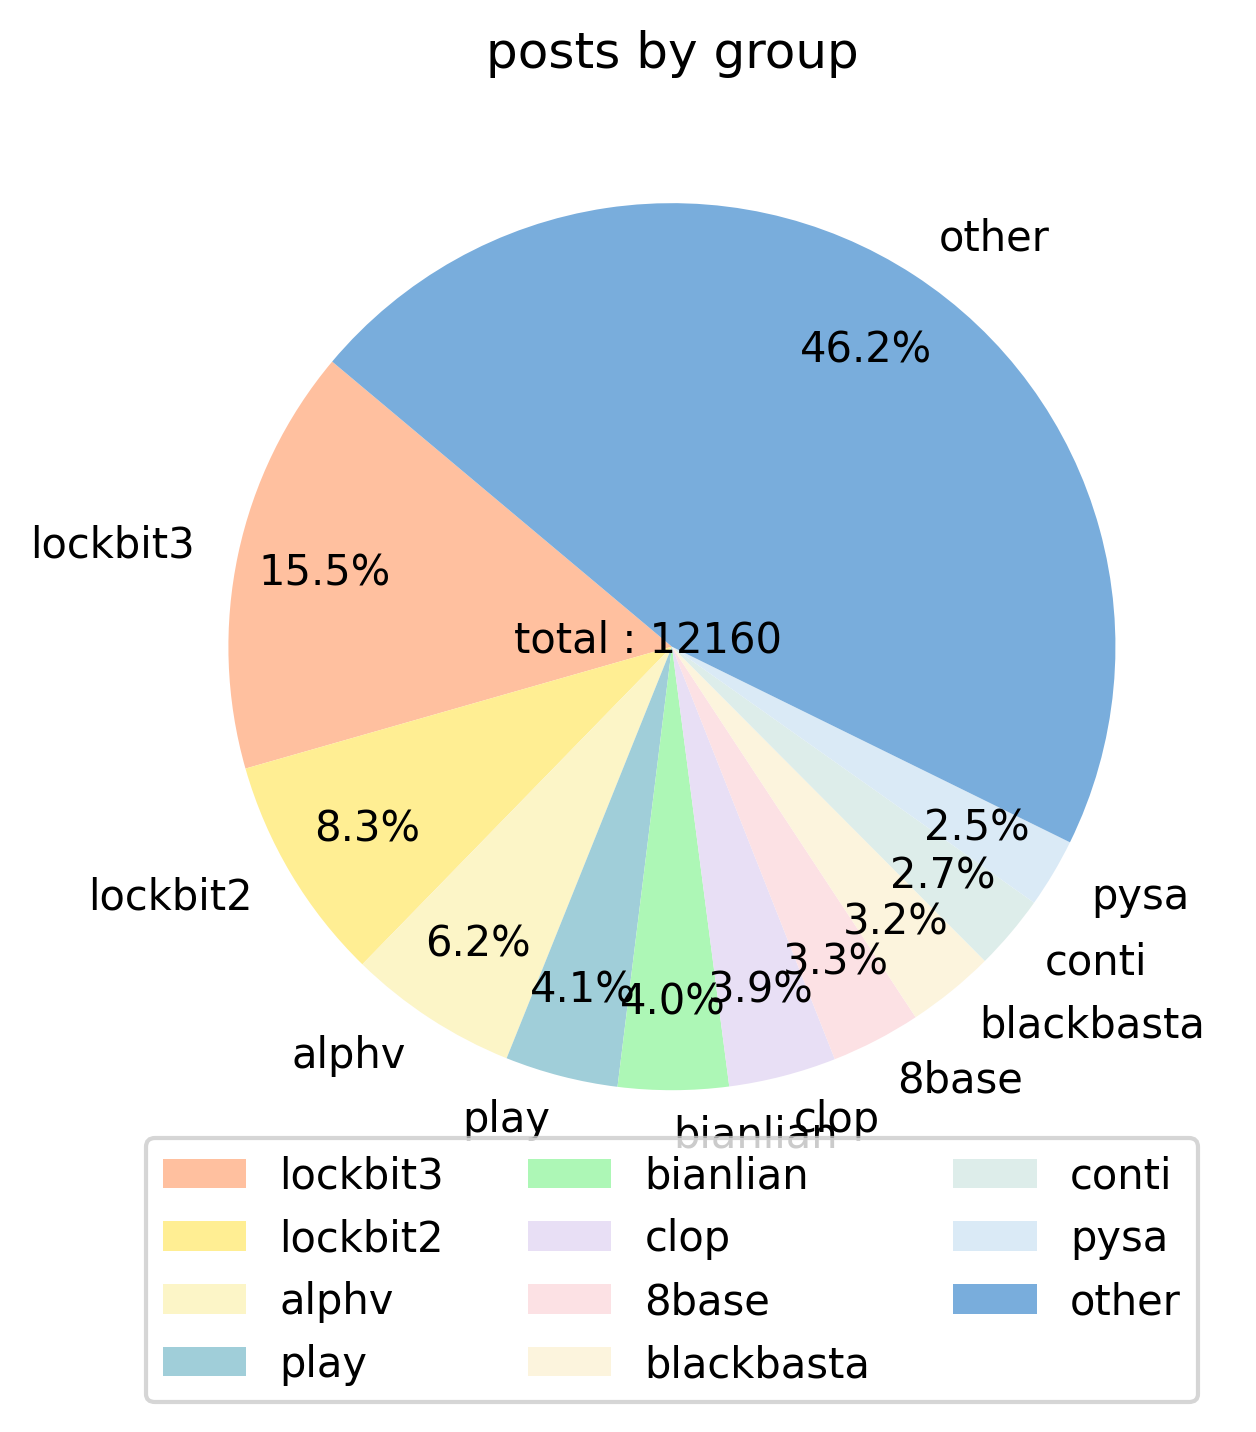 posts by group
other
46.2%
lockbit3
15.5%
total : 12160
8.3%
2.5%
2.7%
lockbit2
pysa
3.2%
6.2%
3.3%
conti
4.1%
4.0%
3.9%
blackbasta
alphv
8base
play
bianlian
clop
lockbit3
lockbit2
alphv
play
bianlian
clop
8base
blackbasta
conti
pysa
other